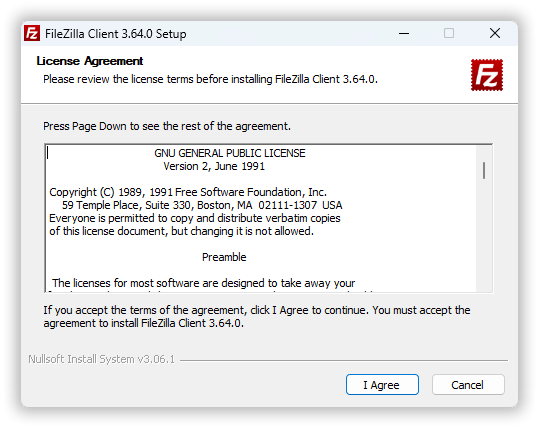 FileZilla Client 3.64.0 Setup
License Agreement
Please review the license terms before installing FileZilla Client 3.64.0.
Fz
Press Page Down to see the rest of the agreement.
GNU GENERAL PUBLIC LICENSE
Version 2, June 1991
Copyright (C) 1989, 1991 Free Software Foundation, Inc.
59 Temple Place, Suite 330, Boston, MA  02111-1307  USA
Everyone is permitted to copy and distribute verbatim copies
of this license document, but changing it is not allowed.
Preamble
The licenses for most software are designed to take away your
If you accept the terms of the agreement, click I Agree to continue. You must accept the
agreement to install FileZilla Client 3.64.0.
Nullsoft Install System v3.06.1
I Agree
Cancel